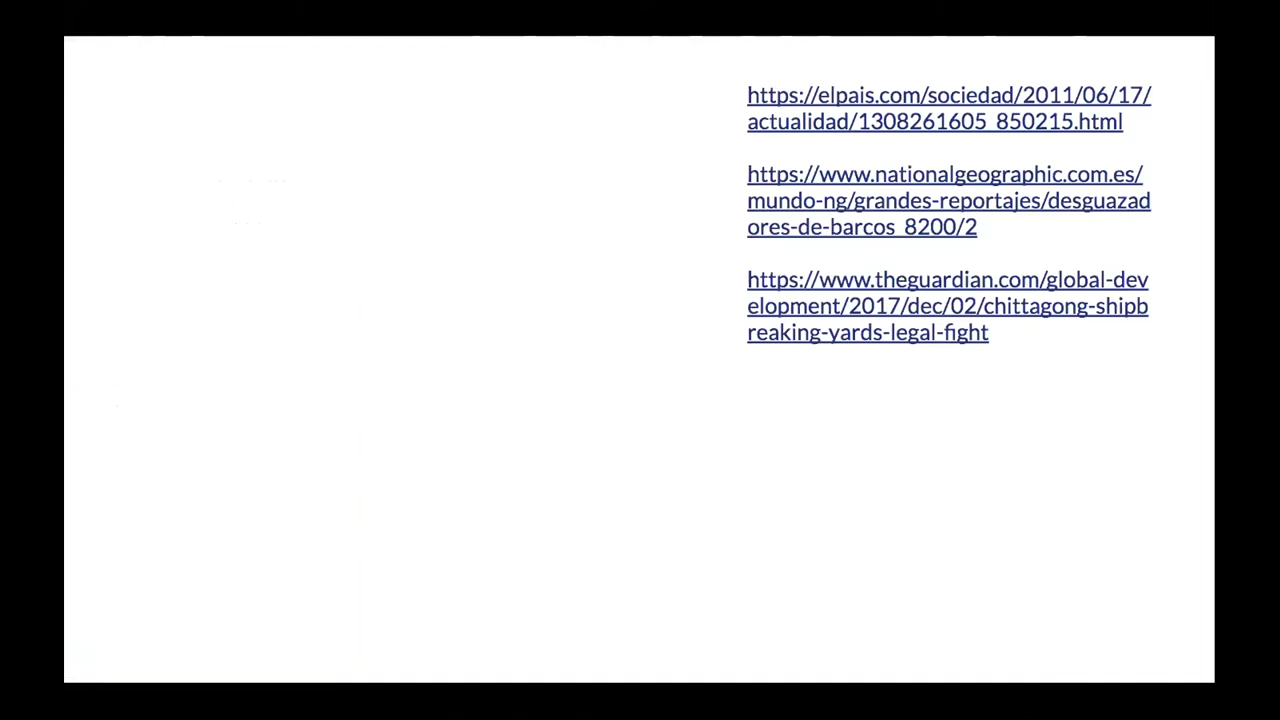 https://elpais.com/sociedad/2011/06/17/
actualidad/1308261605_850215.html
https://www.nationalgeographic.com.es/
mundo-ng/grandes-reportajes/desguazad
ores-de-barcos_8200/2
https://www.theguardian.com/global-dev
elopment/2017/dec/02/chittagong-shipb
reaking-yards-legal-fight